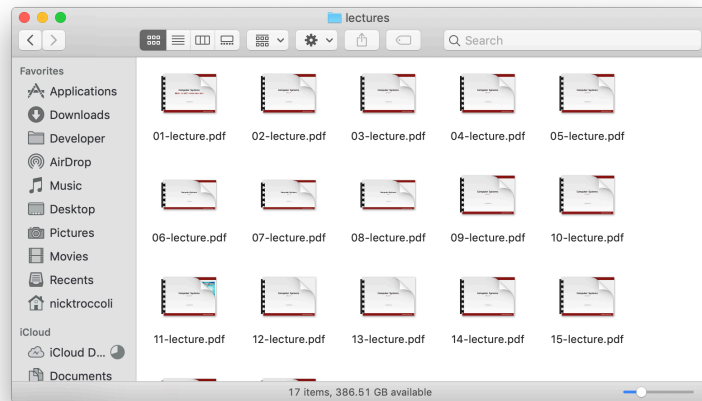 lectures
Search
Favorites
Applications
Downloads
Developer
AirDrop
Music
Desktop
Pictures
Movies
Recents
nicktroccoli
iCloud
iCloud D...
Documents
01-lecture.pdf 02-lecture.pdf 03-lecture.pdf 04-lecture.pdf 05-lecture.pdf
06-lecture.pdf 07-lecture.pdf 08-lecture.pdf 09-lecture.pdf 10-lecture.pdf
11-lecture.pdf 12-lecture.pdf 13-lecture.pdf 14-lecture.pdf 15-lecture.pdf
17 items, 386.51 GB available